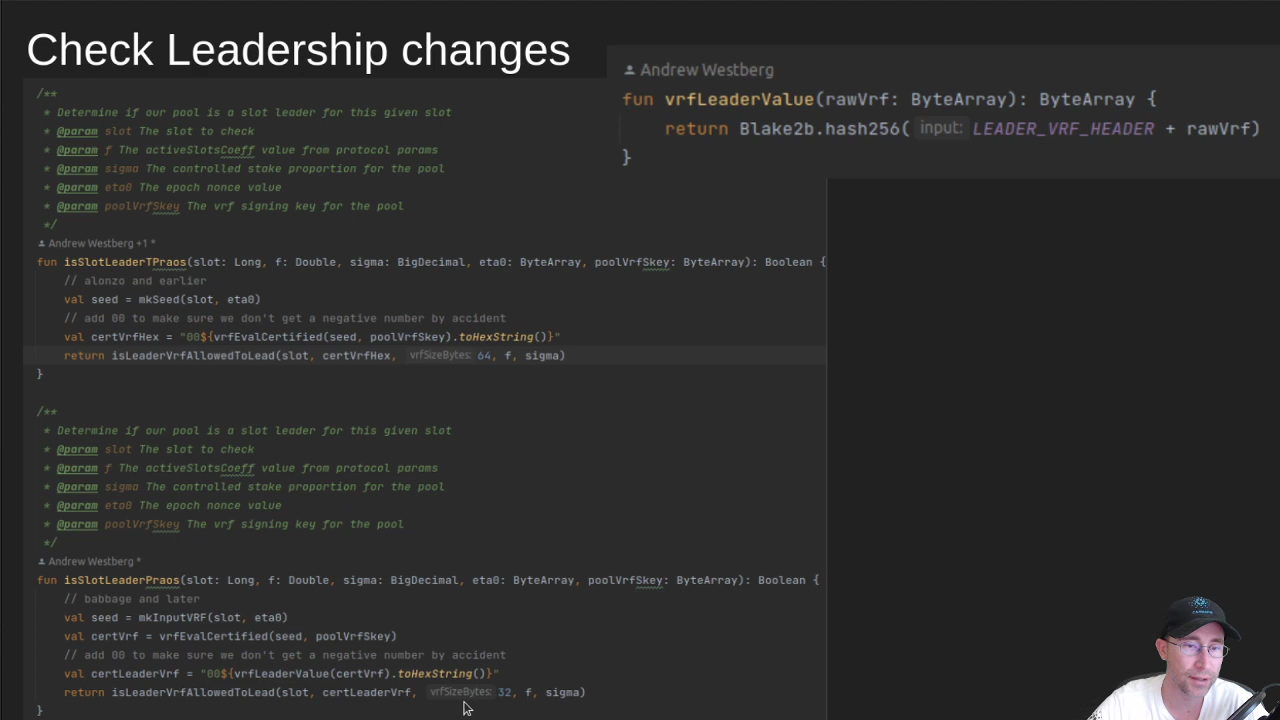 Check Leadership changes
/**
 * Determine if our pool is a slot leader for this given slot
 * @param slot The slot to check
 * @param f The activeSlotsCoeff value from protocol params
 * @param sigma The controlled stake proportion for the pool
 * @param eta0 The epoch nonce value
 * @param poolVrfSkey The vrf signing key for the pool
 */
Andrew Westberg +1 *
fun isSlotLeaderTPraos(slot: Long, f: Double, sigma: BigDecimal, eta0: ByteArray, poolVrfSkey: ByteArray): Boolean {
    // alonzo and earlier
    val seed = mkSeed(slot, eta0)
    // add 00 to make sure we don't get a negative number by accident
    val certVrfHex = "00${vrfEvalCertified(seed, poolVrfSkey).toHexString()}"
    return isLeaderVrfAllowedToLead(slot, certVrfHex, vrfSizeBytes: 64, f, sigma)
}
/**
 * Determine if our pool is a slot leader for this given slot
 * @param slot The slot to check
 * @param f The activeSlotsCoeff value from protocol params
 * @param sigma The controlled stake proportion for the pool
 * @param eta0 The epoch nonce value
 * @param poolVrfSkey The vrf signing key for the pool
 */
Andrew Westberg *
fun isSlotLeaderPraos(slot: Long, f: Double, sigma: BigDecimal, eta0: ByteArray, poolVrfSkey: ByteArray): Boolean {
    // babbage and later
    val seed = mkInputVRF(slot, eta0)
    val certVrf = vrfEvalCertified(seed, poolVrfSkey)
    // add 00 to make sure we don't get a negative number by accident
    val certLeaderVrf = "00${vrfLeaderValue(certVrf).toHexString()}"
    return isLeaderVrfAllowedToLead(slot, certLeaderVrf, vrfSizeBytes: 32, f, sigma)
}
Andrew Westberg
fun vrfLeaderValue(rawVrf: ByteArray): ByteArray {
    return Blake2b.hash256( input: LEADER_VRF_HEADER + rawVrf)
}